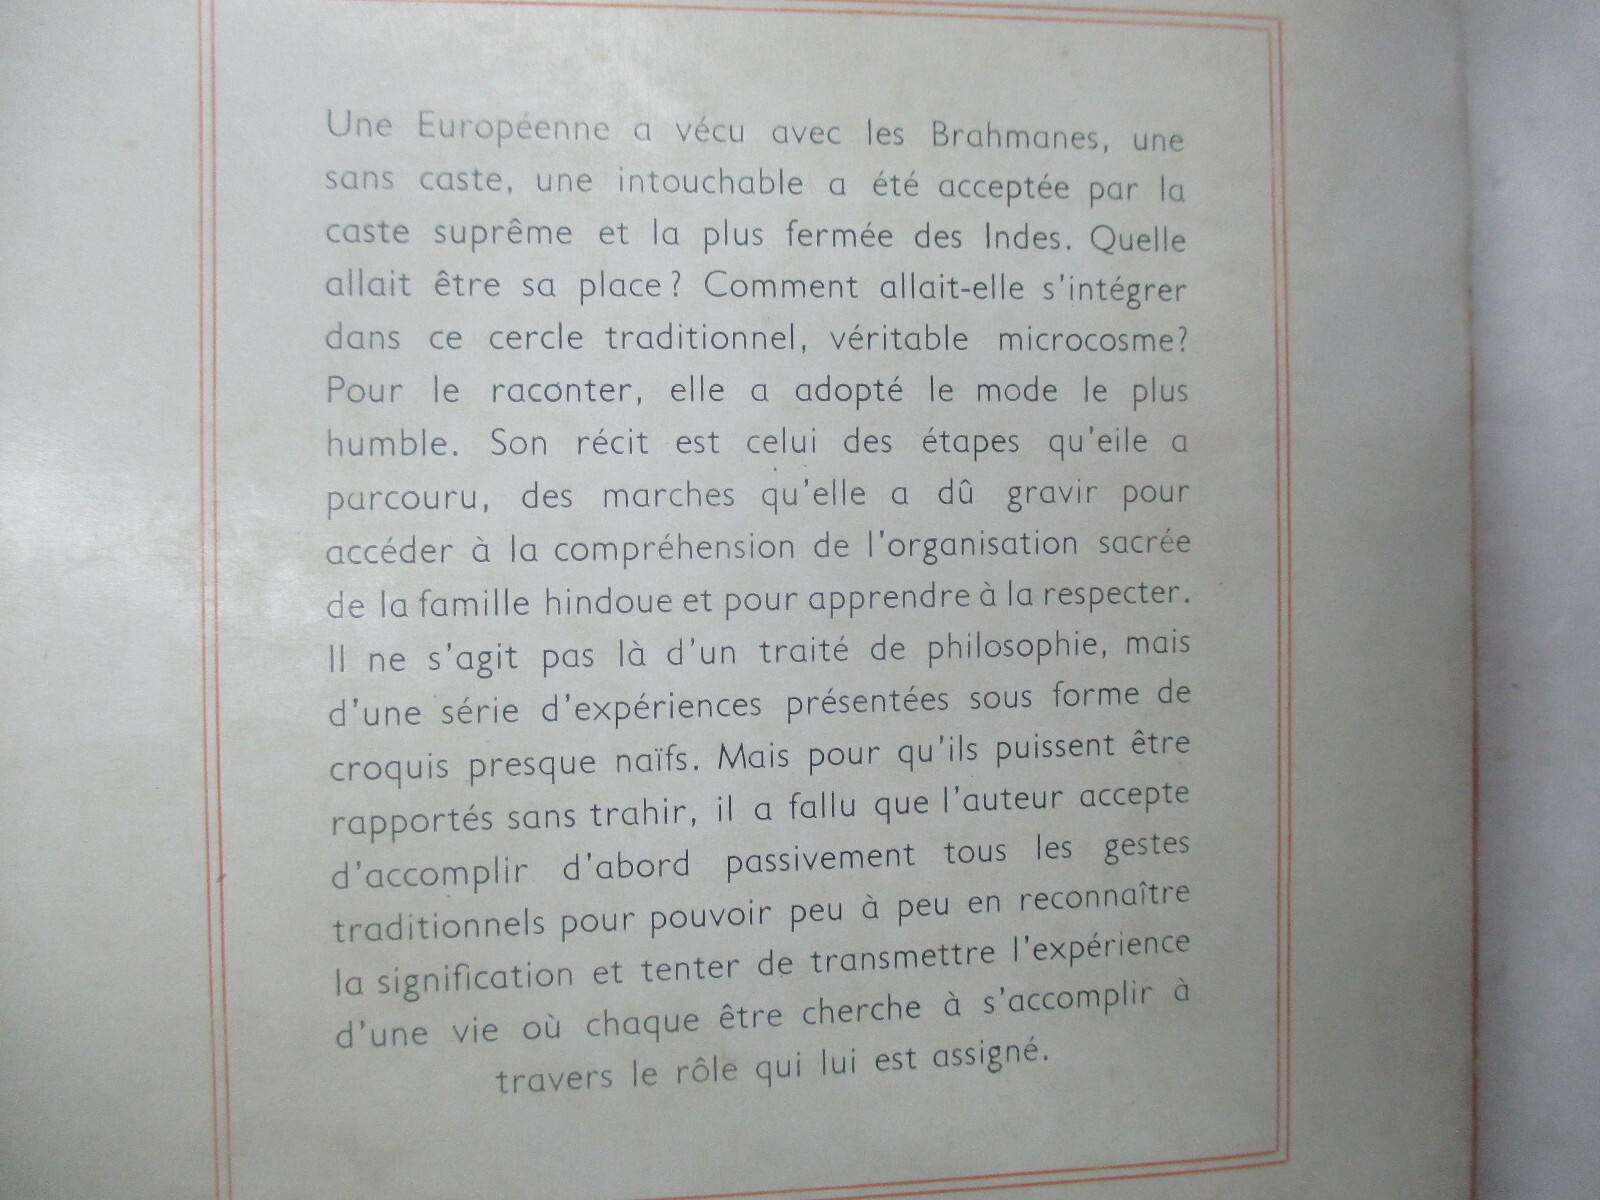 Une Européenne a vécu avec les Brahmanes, une
sans caste, une intouchable a été acceptée par la
caste suprême et la plus fermée des Indes. Quelle
allait être sa place? Comment allait-elle s'intégrer
dans ce cercle traditionnel, véritable microcosme?
Pour le raconter, elle a adopté le mode le plus
humble. Son récit est celui des étapes qu'eile a
parcouru, des marches qu'elle a dû gravir pour
accéder à la compréhension de l'organisation sacrée
de la famille hindoue et pour apprendre à la respecter.
Il ne s'agit pas là d'un traité de philosophie, mais
d'une série d'expériences présentées sous forme de
croquis presque naïfs. Mais pour qu'ils puissent être
rapportés sans trahir, il a fallu que l'auteur accepte
d'accomplir d'abord passivement tous les gestes
traditionnels pour pouvoir peu à peu en reconnaître
la signification et tenter de transmettre l'expérience
d'une vie où chaque être cherche à s'accomplir à
travers le rôle qui lui est assigné.